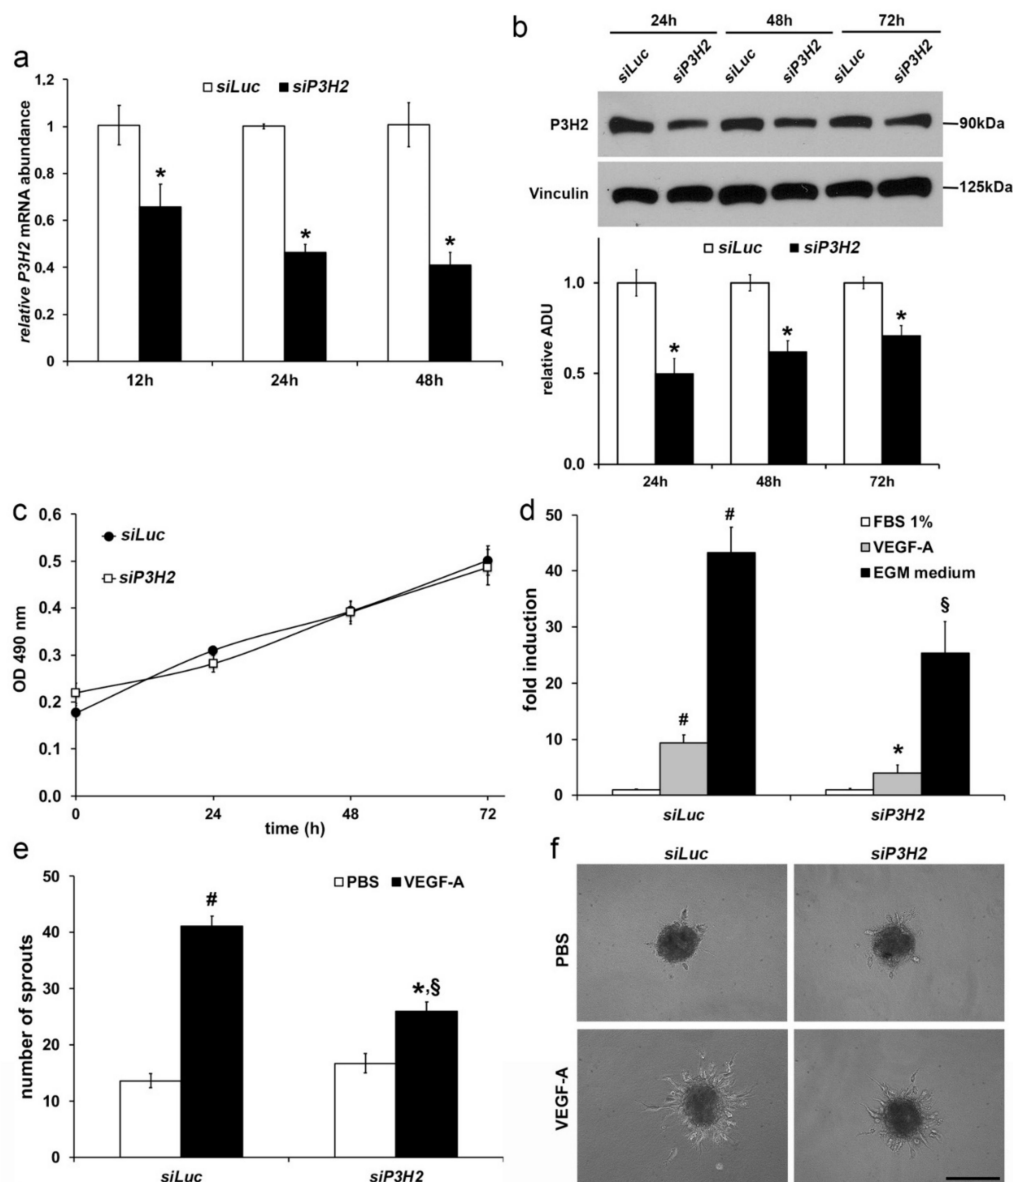 a
1.2
1
0.8
0.6
0.4
0.2
0
relative P3H2 mRNA abundance
siLuc siP3H2
*
*
*
12h 24h 48h
b
24h 48h 72h
siLuc siP3H2 siLuc siP3H2 siLuc siP3H2
P3H2 90kDa
Vinculin 125kDa
siLuc siP3H2
1.0
0.5
0.0
relative ADU
*
*
*
24h 48h 72h
c
0.6
0.5
0.4
0.3
0.2
0.1
0.0
OD 490 nm
siLuc
siP3H2
0 24 48 72
time (h)
d
50
40
30
20
10
0
fold induction
FBS 1%
VEGF-A
EGM medium
#
#
*
§
siLuc siP3H2
e
50
40
30
20
10
0
number of sprouts
PBS VEGF-A
#
*,§
siLuc siP3H2
f
siLuc siP3H2
PBS
VEGF-A